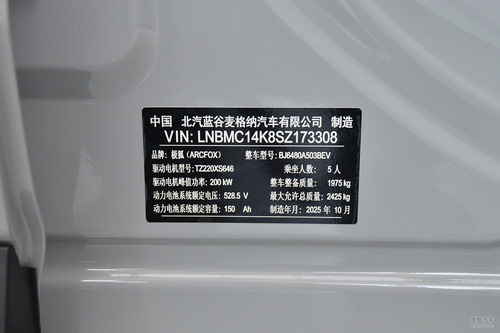 中国 北汽蓝谷麦格纳汽车有限公司 制造
VIN: LNBMC14K8SZ173308
品牌: 极狐 (ARCFOX) 整车型号: BJ6480A503BEV
驱动电机型号: TZ220XS646 乘坐人数: 5 人
驱动电机峰值功率: 200 kW 整车整备质量: 1975 kg
动力电池系统额定电压: 528.5 V 最大允许总质量: 2425 kg
动力电池系统额定容量: 150 Ah 制造年月: 2025 年 10 月